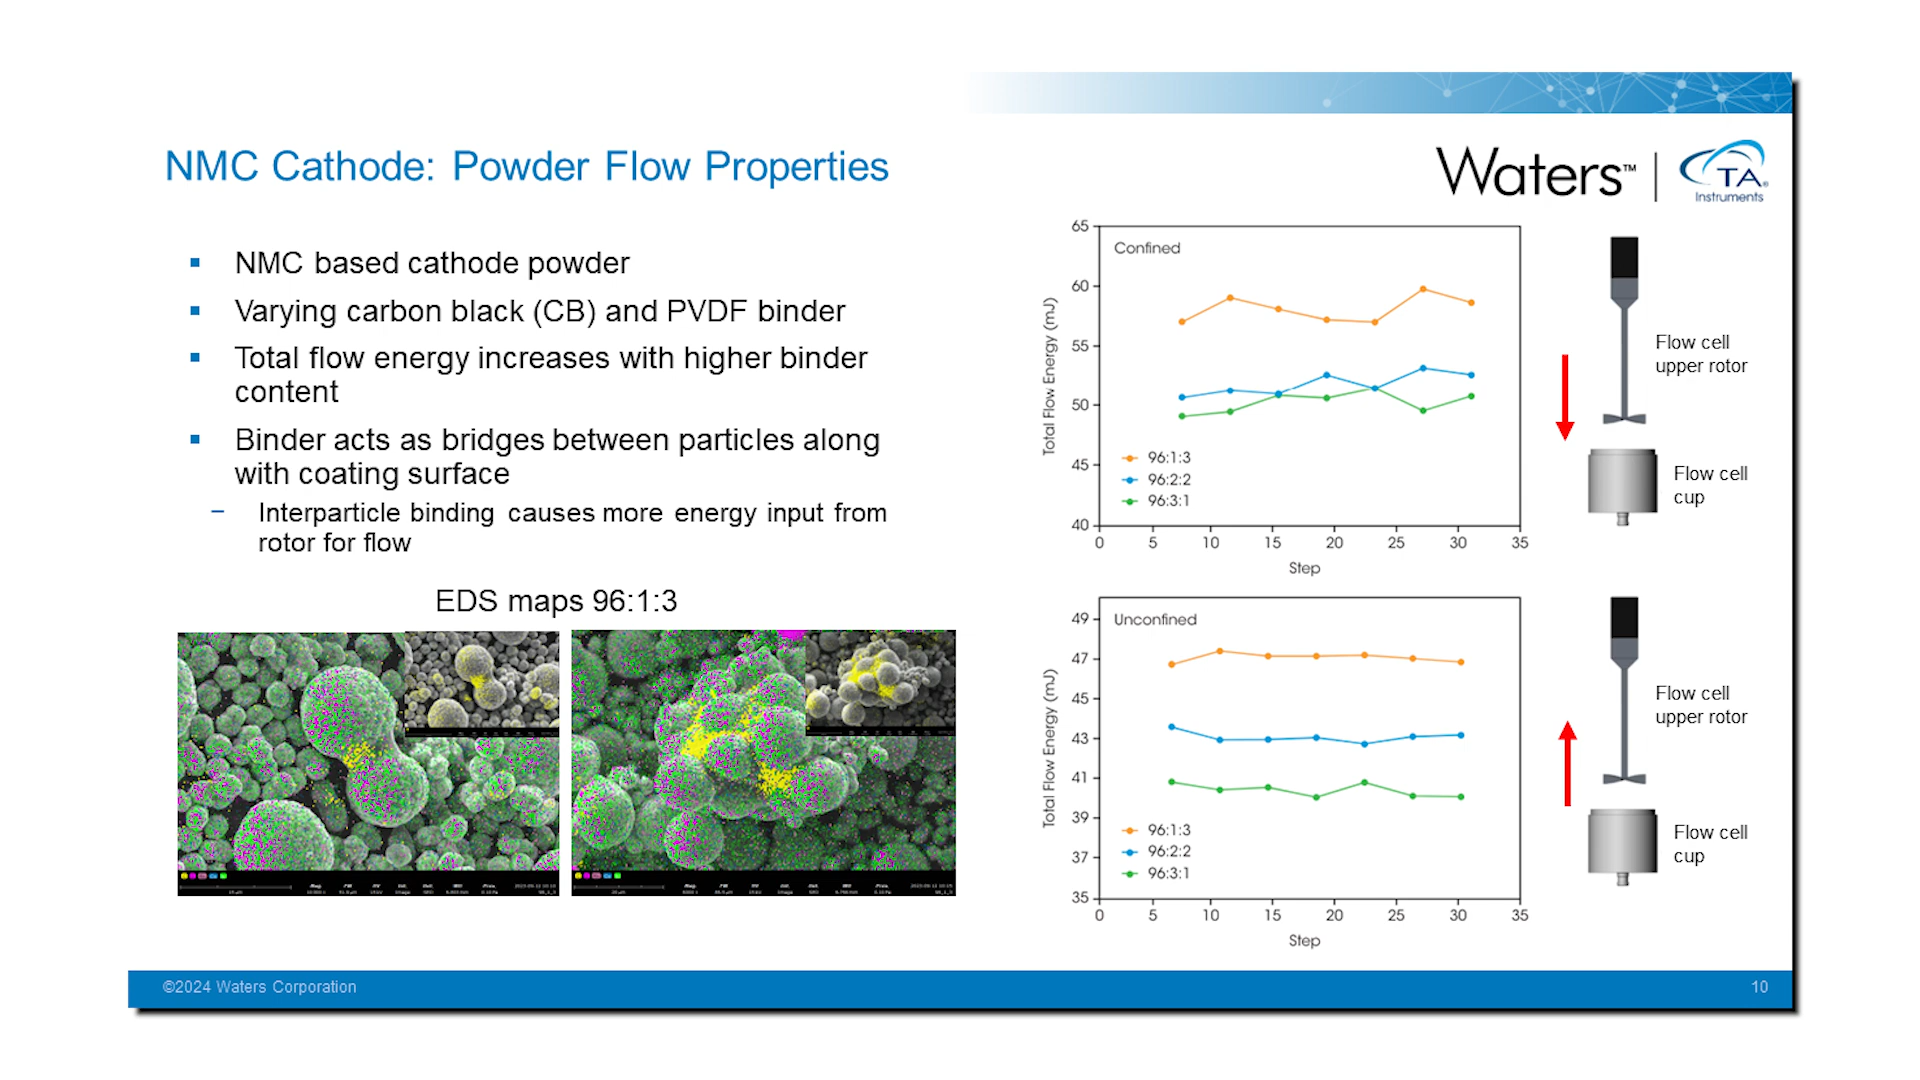 NMC Cathode: Powder Flow Properties
Waters™
TA®
Instruments
NMC based cathode powder
Varying carbon black (CB) and PVDF binder
Total flow energy increases with higher binder
content
Binder acts as bridges between particles along
with coating surface
– Interparticle binding causes more energy input from
rotor for flow
EDS maps 96:1:3
Confined
Total Flow Energy (mJ)
65
60
55
50
45
40
96:1:3
96:2:2
96:3:1
0 5 10 15 20 25 30 35
Step
Flow cell
upper rotor
Flow cell
cup
Unconfined
Total Flow Energy (mJ)
49
47
45
43
41
39
37
35
96:1:3
96:2:2
96:3:1
0 5 10 15 20 25 30 35
Step
Flow cell
upper rotor
Flow cell
cup
©2024 Waters Corporation
10